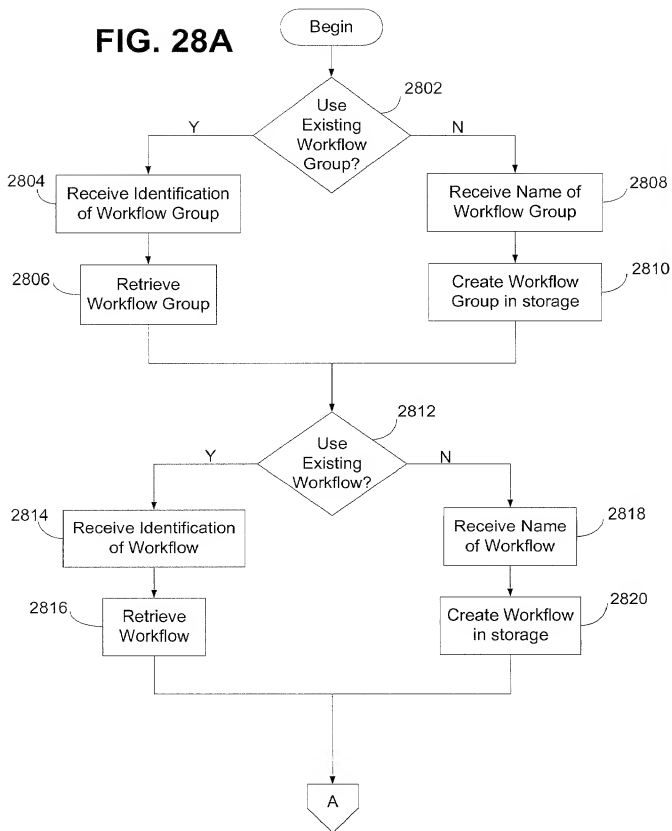 FIG. 28A
Begin
2802
Use
Existing
Workflow
Group?
Y
N
2804
Receive Identification
of Workflow Group
2808
Receive Name of
Workflow Group
2806
Retrieve
Workflow Group
2810
Create Workflow
Group in storage
2812
Use
Existing
Workflow?
Y
N
2814
Receive Identification
of Workflow
2818
Receive Name
of Workflow
2816
Retrieve
Workflow
2820
Create Workflow
in storage
A